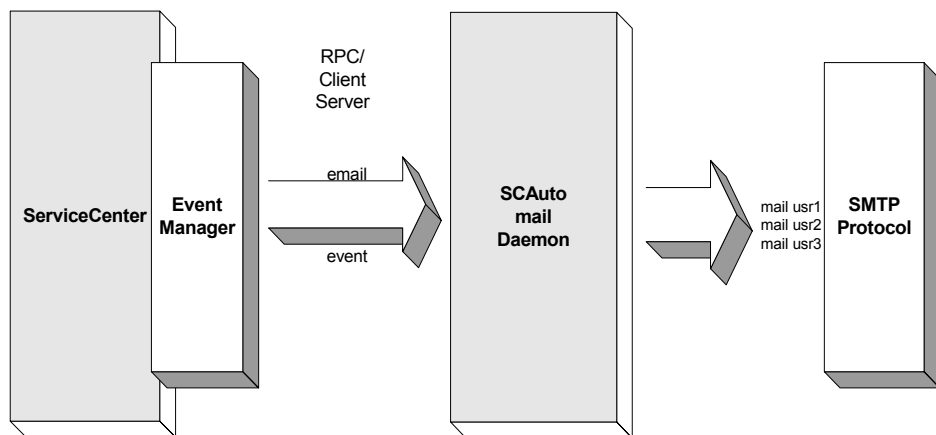 RPC/
Client
Server
email
event
ServiceCenter
Event
Manager
SCAuto
mail
Daemon
mail usr1
mail usr2
mail usr3
SMTP
Protocol